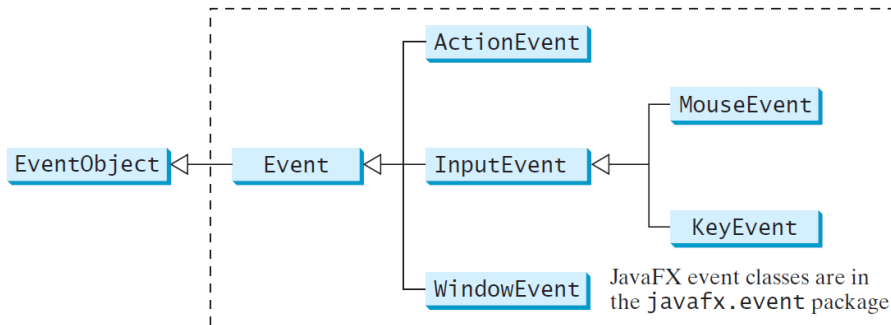 ActionEvent
MouseEvent
EventObject
Event
InputEvent
KeyEvent
WindowEvent
JavaFX event classes are in
the javafx.event package